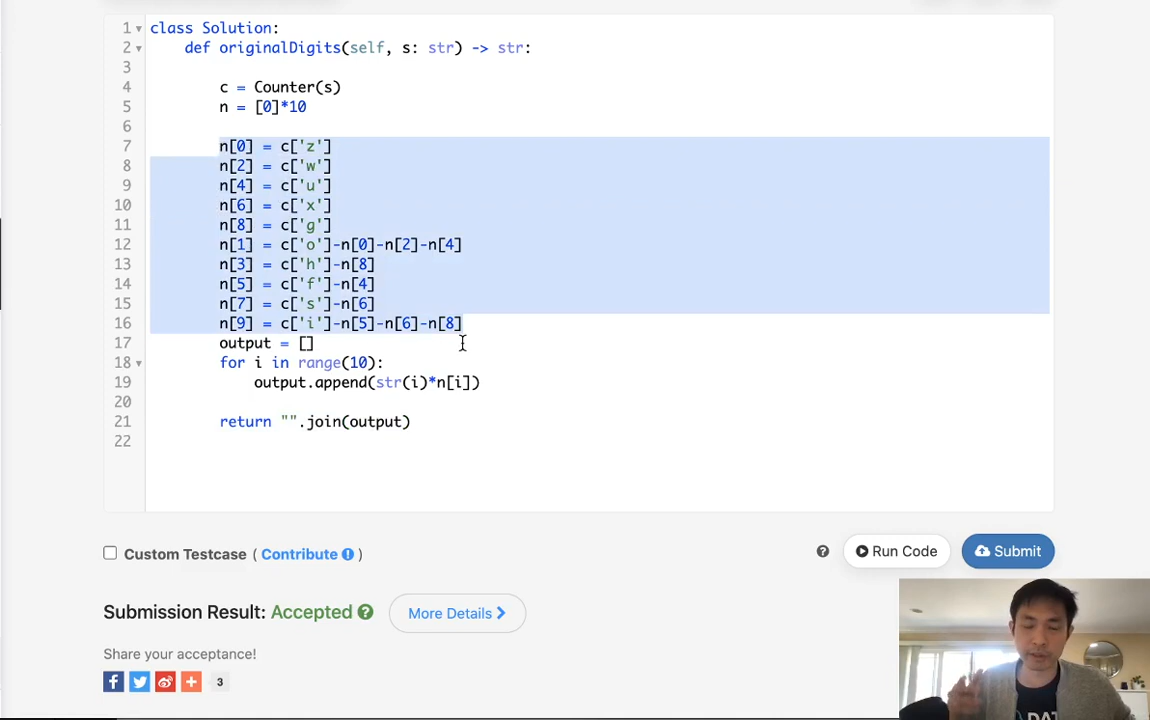 1 class Solution:
2 def originalDigits(self, s: str) -> str:
3
4 c = Counter(s)
5 n = [0]*10
6
7 n[0] = c['z']
8 n[2] = c['w']
9 n[4] = c['u']
10 n[6] = c['x']
11 n[8] = c['g']
12 n[1] = c['o']-n[0]-n[2]-n[4]
13 n[3] = c['h']-n[8]
14 n[5] = c['f']-n[4]
15 n[7] = c['s']-n[6]
16 n[9] = c['i']-n[5]-n[6]-n[8]
17 output = []
18 for i in range(10):
19 output.append(str(i)*n[i])
20
21 return "".join(output)
22
Custom Testcase ( Contribute )
? Run Code Submit
Submission Result: Accepted ?
More Details
Share your acceptance!
3
DAT